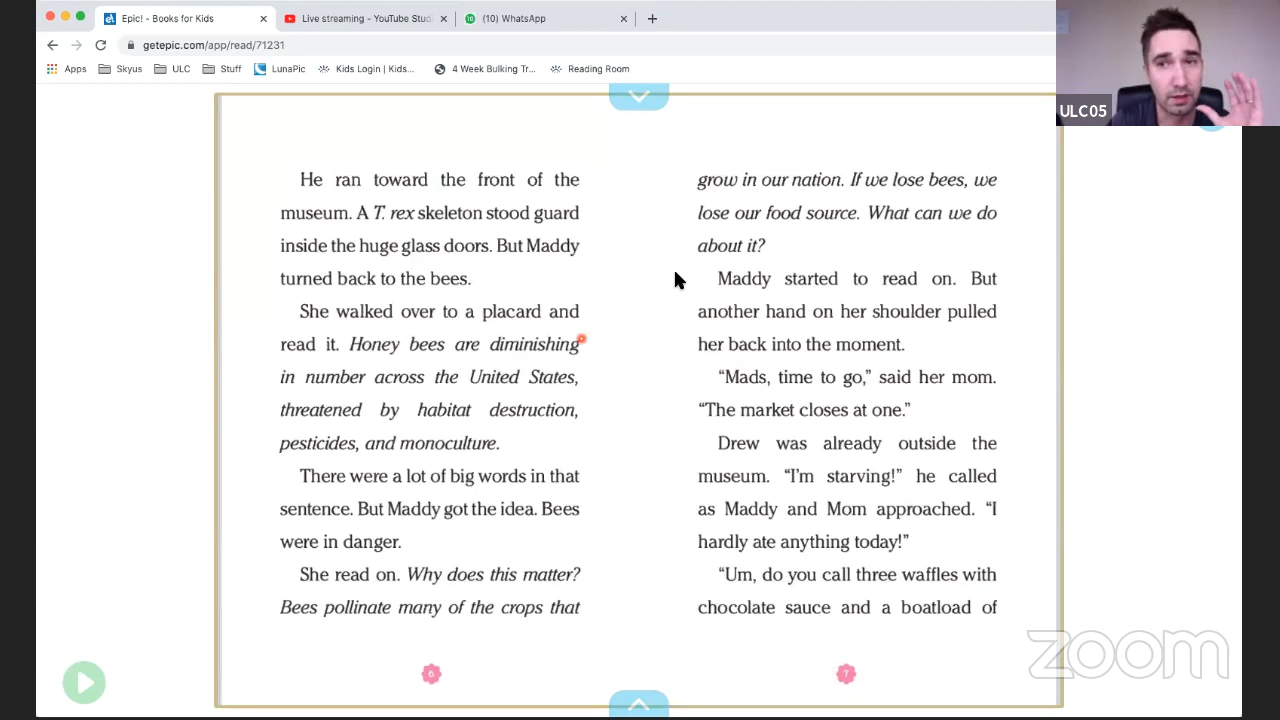 Epic! - Books for Kids
Live streaming - YouTube Stud
(10) WhatsApp
getepic.com/app/read/71231
Apps
Skyus
ULC
Stuff
LunaPic
Kids Login | Kids...
4 Week Bulking Tr...
Reading Room
ULC05
He ran toward the front of the
museum. A T. rex skeleton stood guard
inside the huge glass doors. But Maddy
turned back to the bees.
She walked over to a placard and
read it. Honey bees are diminishing
in number across the United States,
threatened by habitat destruction,
pesticides, and monoculture.
There were a lot of big words in that
sentence. But Maddy got the idea. Bees
were in danger.
She read on. Why does this matter?
Bees pollinate many of the crops that
6
grow in our nation. If we lose bees, we
lose our food source. What can we do
about it?
Maddy started to read on. But
another hand on her shoulder pulled
her back into the moment.
“Mads, time to go,” said her mom.
“The market closes at one.”
Drew was already outside the
museum. “I’m starving!” he called
as Maddy and Mom approached. “I
hardly ate anything today!”
“Um, do you call three waffles with
chocolate sauce and a boatload of
7
zoom